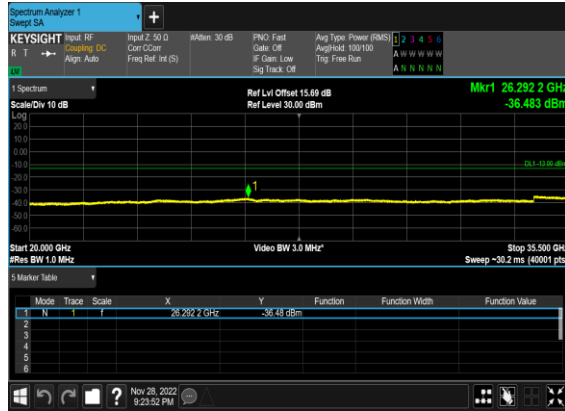 Spectrum Analyzer 1
Swept SA
KEYSIGHT Input: RF Input Z: 50 Ω #Atten: 30 dB PNO: Fast Avg Type: Power (RMS) 1 2 3 4 5 6
R T Coupling: DC Corr CCorr Gate: Off Avg|Hold: 100/100 A W W W W W
Align: Auto Freq Ref: Int (S) IF Gain: Low Trig: Free Run
Sig Track: Off A N N N N N
1 Spectrum Ref Lvl Offset 15.69 dB Mkr1 26.292 2 GHz
Scale/Div 10 dB Ref Level 30.00 dBm -36.483 dBm
Log
20.0
10.0
0.00
-10.0 DL1 -13.00 dBm
-20.0
-30.0 1
-40.0
-50.0
-60.0
Start 20.000 GHz Video BW 3.0 MHz* Stop 35.500 GHz
#Res BW 1.0 MHz Sweep ~30.2 ms (40001 pts)
5 Marker Table
Mode Trace Scale X Y Function Function Width Function Value
1 N 1 f 26.292 2 GHz -36.48 dBm
2
3
4
5
6
? Nov 28, 2022
9:23:52 PM